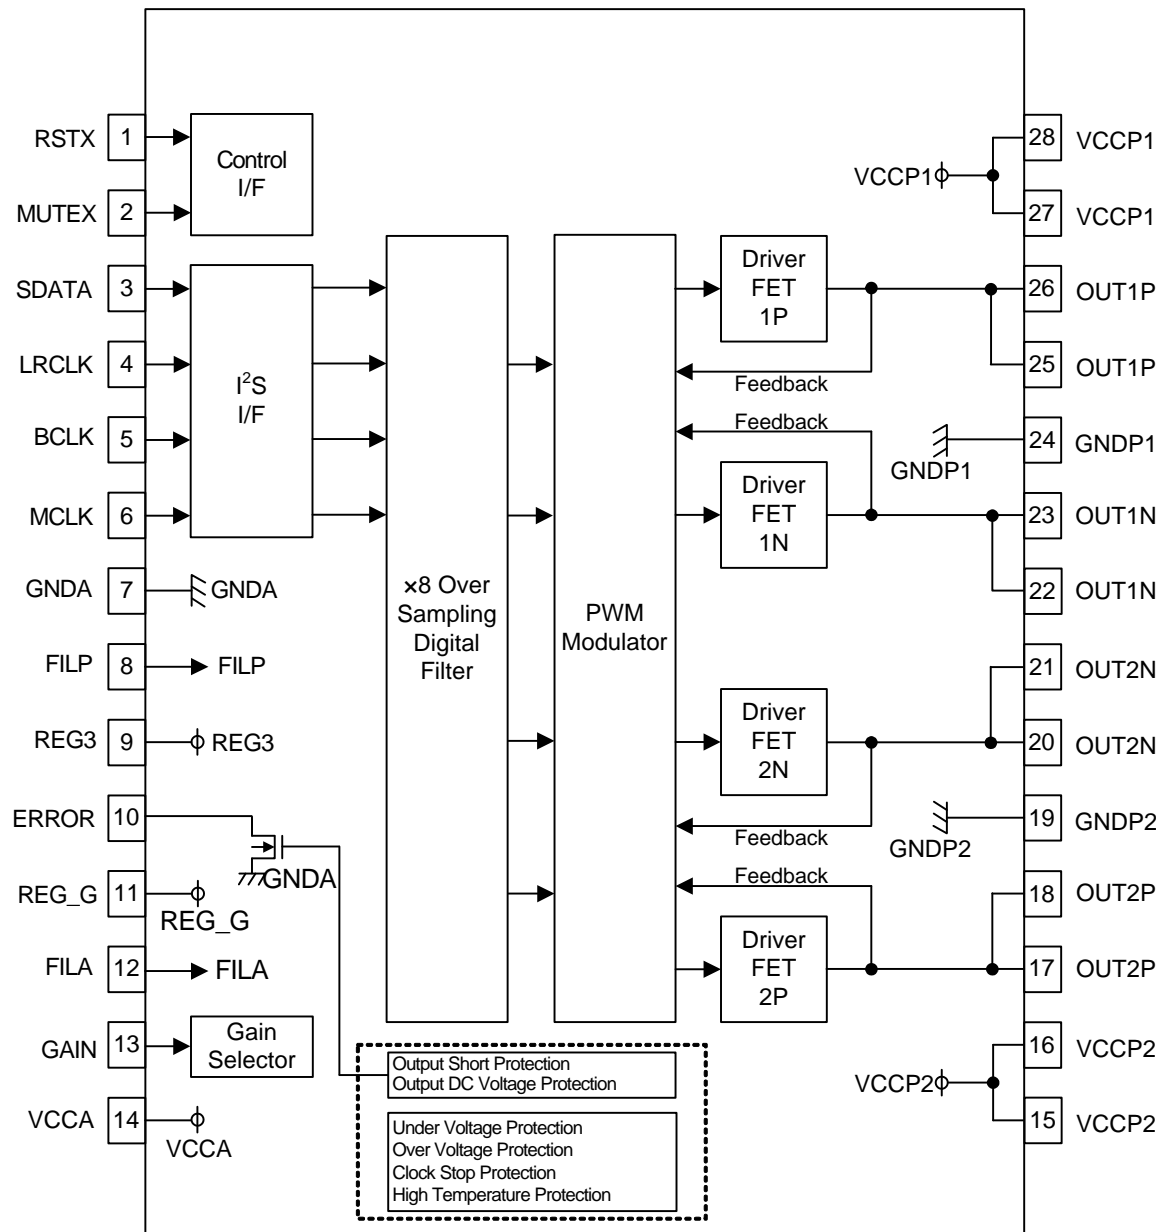 RSTX 1
MUTEX 2
SDATA 3
LRCLK 4
BCLK 5
MCLK 6
GNDA 7
FILP 8
REG3 9
ERROR 10
REG_G 11
FILA 12
GAIN 13
VCCA 14
Control
I/F
I²S
I/F
GNDA
FILP
REG3
GNDA
REG_G
FILA
Gain
Selector
VCCA
×8 Over
Sampling
Digital
Filter
PWM
Modulator
Driver
FET
1P
Feedback
Feedback
Driver
FET
1N
Driver
FET
2N
Feedback
Feedback
Driver
FET
2P
Output Short Protection
Output DC Voltage Protection
Under Voltage Protection
Over Voltage Protection
Clock Stop Protection
High Temperature Protection
VCCP1
GNDP1
GNDP2
VCCP2
28 VCCP1
27 VCCP1
26 OUT1P
25 OUT1P
24 GNDP1
23 OUT1N
22 OUT1N
21 OUT2N
20 OUT2N
19 GNDP2
18 OUT2P
17 OUT2P
16 VCCP2
15 VCCP2